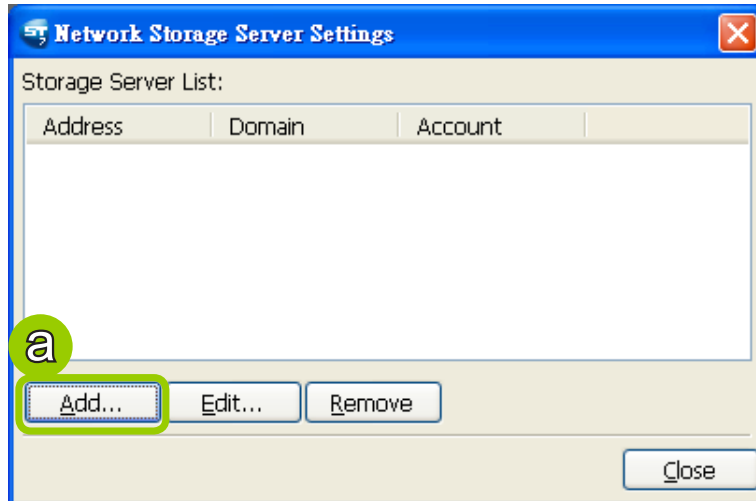 Network Storage Server Settings
Storage Server List:
Address Domain Account
a
Add... Edit... Remove
Close